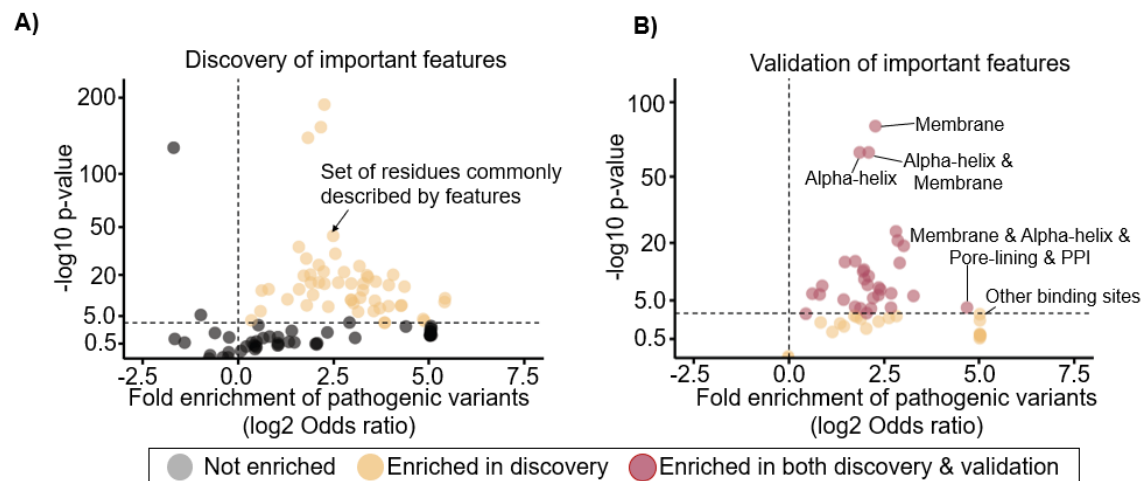 A)
Discovery of important features
-log10 p-value
200
100
50
20
5.0
0.5
Set of residues commonly
described by features
-2.5
0.0
2.5
5.0
7.5
Fold enrichment of pathogenic variants
(log2 Odds ratio)
B)
Validation of important features
-log10 p-value
100
50
20
5.0
0.5
Membrane
Alpha-helix &
Membrane
Alpha-helix
Membrane & Alpha-helix &
Pore-lining & PPI
Other binding sites
-2.5
0.0
2.5
5.0
7.5
Fold enrichment of pathogenic variants
(log2 Odds ratio)
Not enriched
Enriched in discovery
Enriched in both discovery & validation